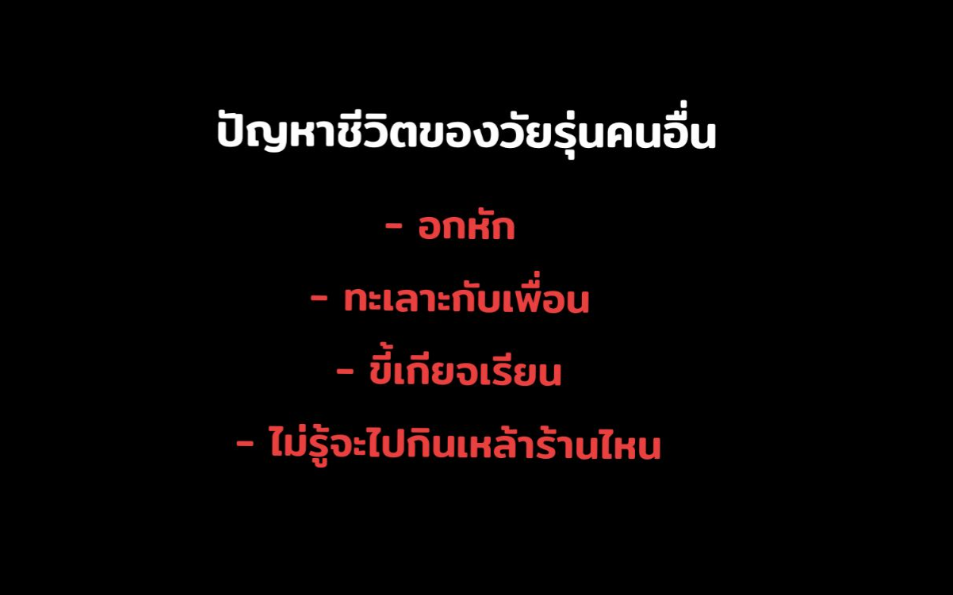 ปัญหาชีวิตของวัยรุ่นคนอื่น
- อกหัก
- ทะเลาะกับเพื่อน
- ขี้เกียจเรียน
- ไม่รู้จะไปกินเหล้าร้านไหน